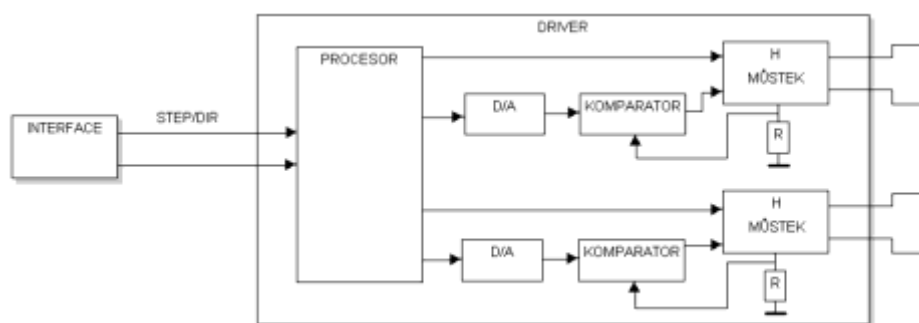 DRIVER
PROCESOR
H
MŮSTEK
D/A
KOMPARATOR
STEP/DIR
INTERFACE
R
H
MŮSTEK
D/A
KOMPARATOR
R